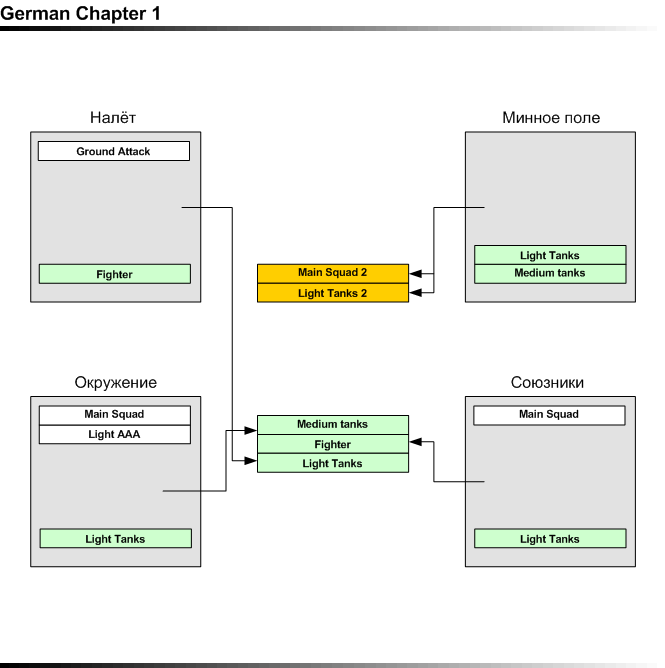 German Chapter 1
Налёт
Ground Attack
Fighter
Минное поле
Light Tanks
Medium tanks
Main Squad 2
Light Tanks 2
Окружение
Main Squad
Light AAA
Light Tanks
Medium tanks
Fighter
Light Tanks
Союзники
Main Squad
Light Tanks